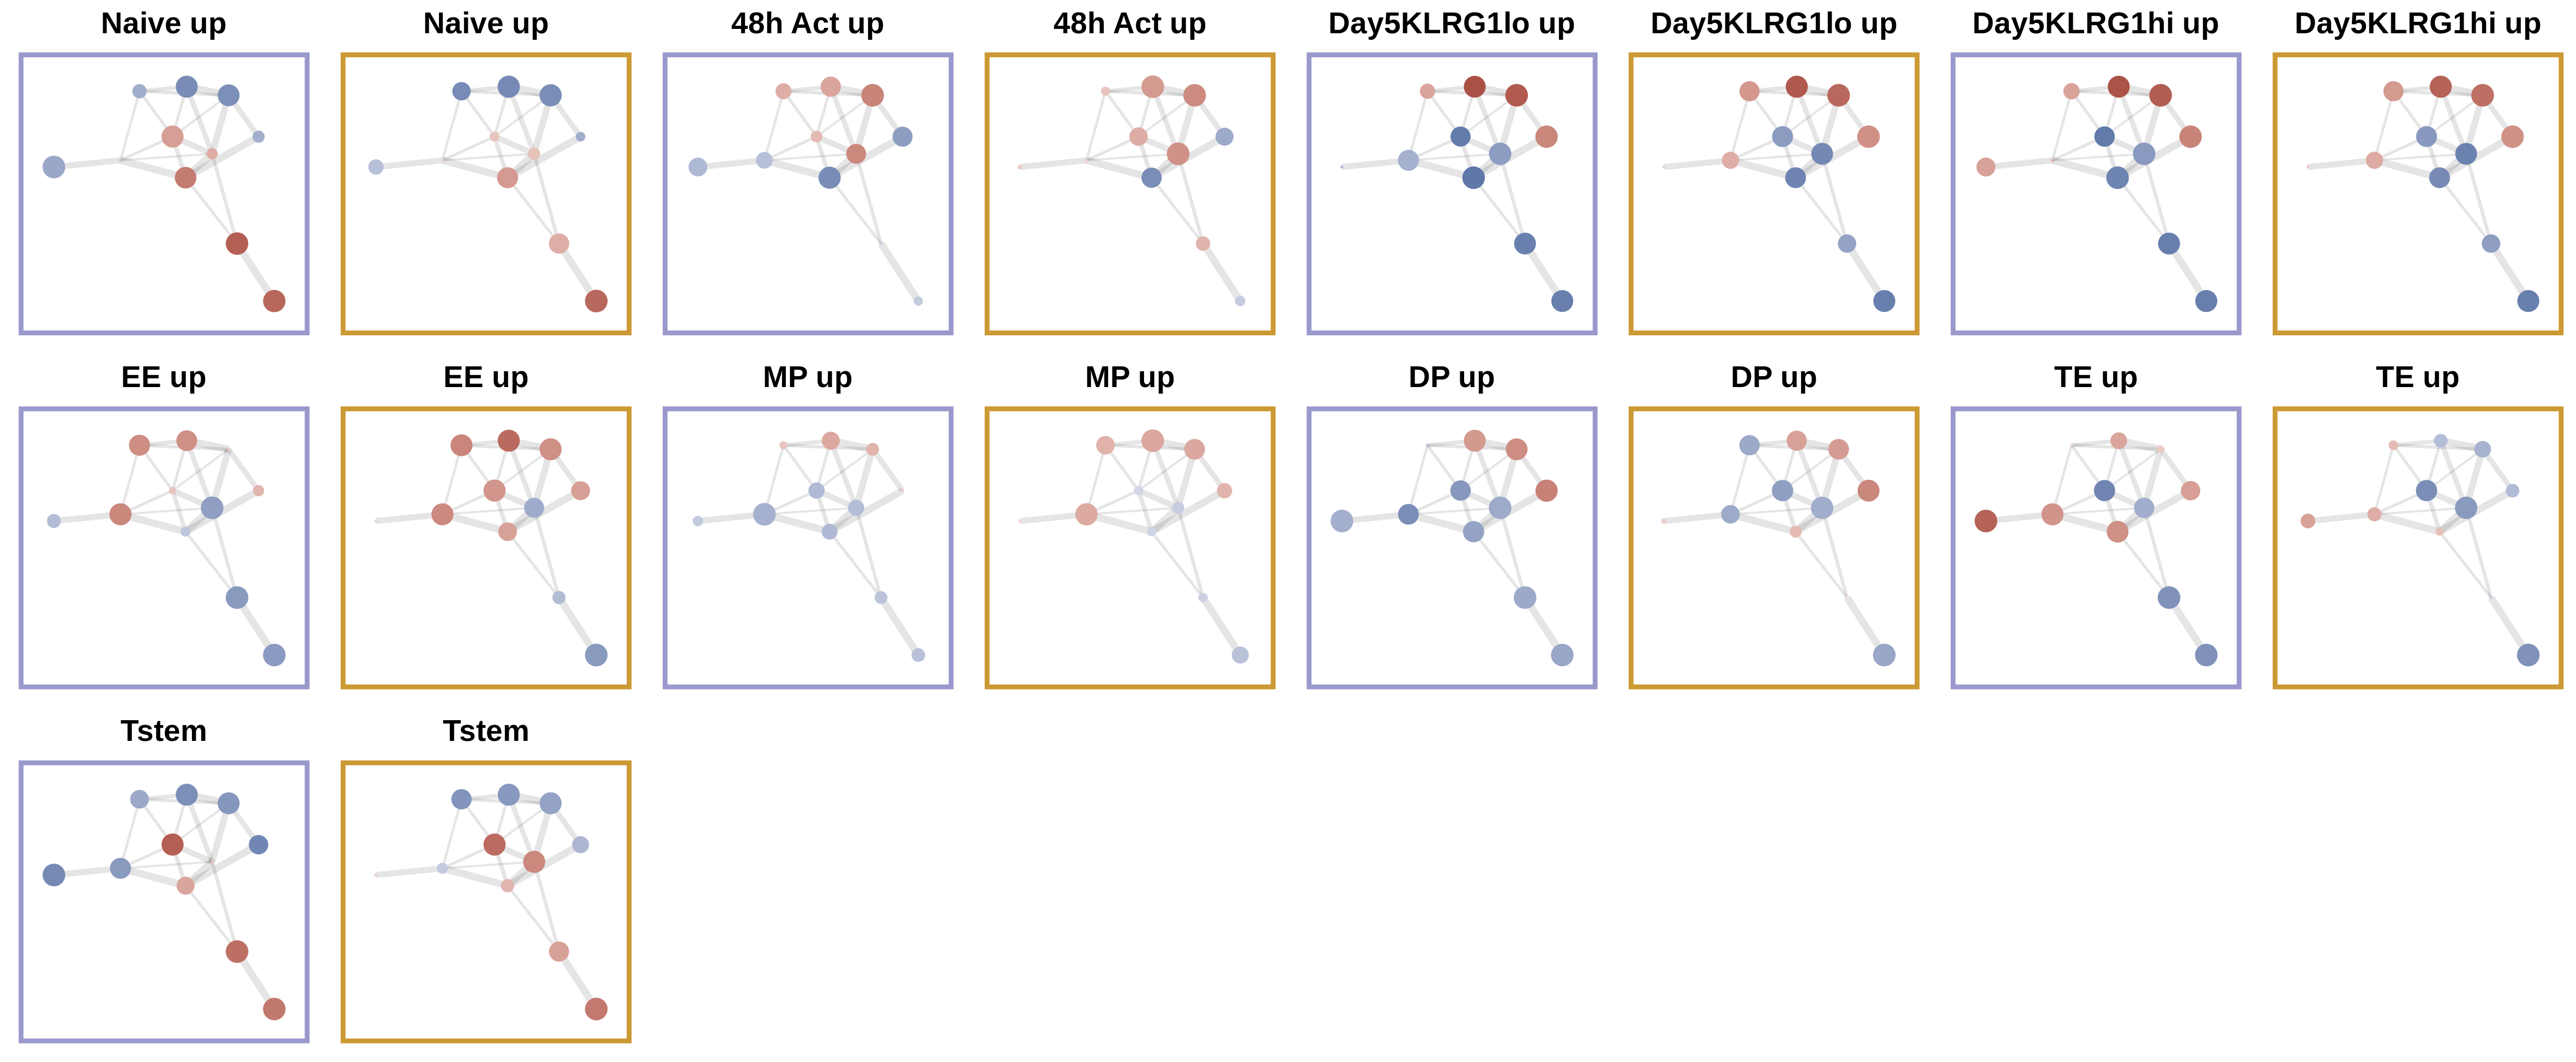 Naive up Naive up 48h Act up 48h Act up Day5KLRG1lo up Day5KLRG1lo up Day5KLRG1hi up Day5KLRG1hi up
EE up EE up MP up MP up DP up DP up TE up TE up
Tstem Tstem